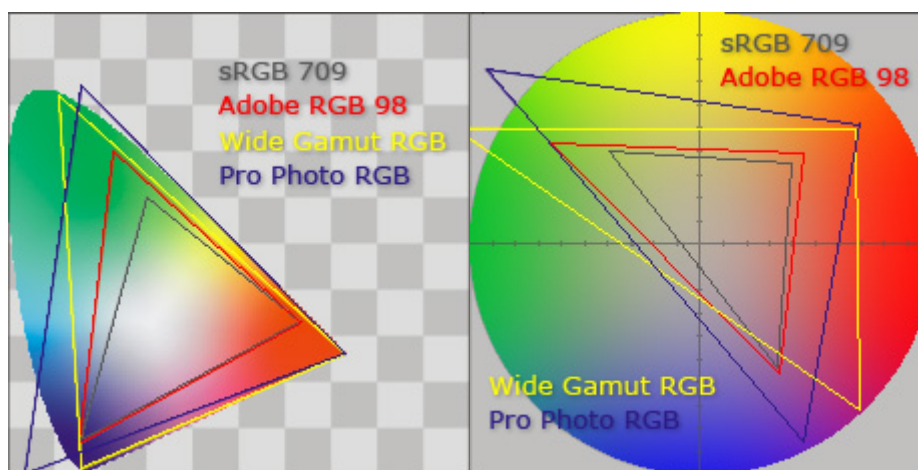 sRGB 709
Adobe RGB 98
Wide Gamut RGB
Pro Photo RGB
sRGB 709
Adobe RGB 98
Wide Gamut RGB
Pro Photo RGB